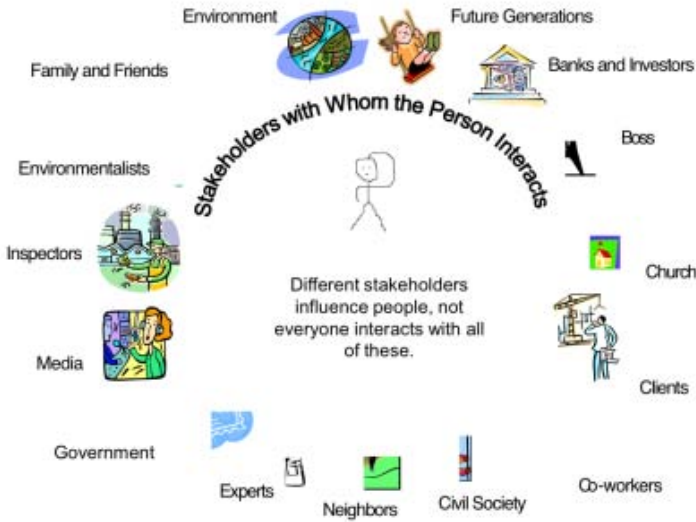 Environment
Future Generations
Family and Friends
Banks and Investors
Stakeholders with Whom the Person Interacts
Boss
Environmentalists
Inspectors
Church
Different stakeholders
influence people, not
everyone interacts with all
of these.
Media
Clients
Government
Experts
Neighbors
Civil Society
Co-workers